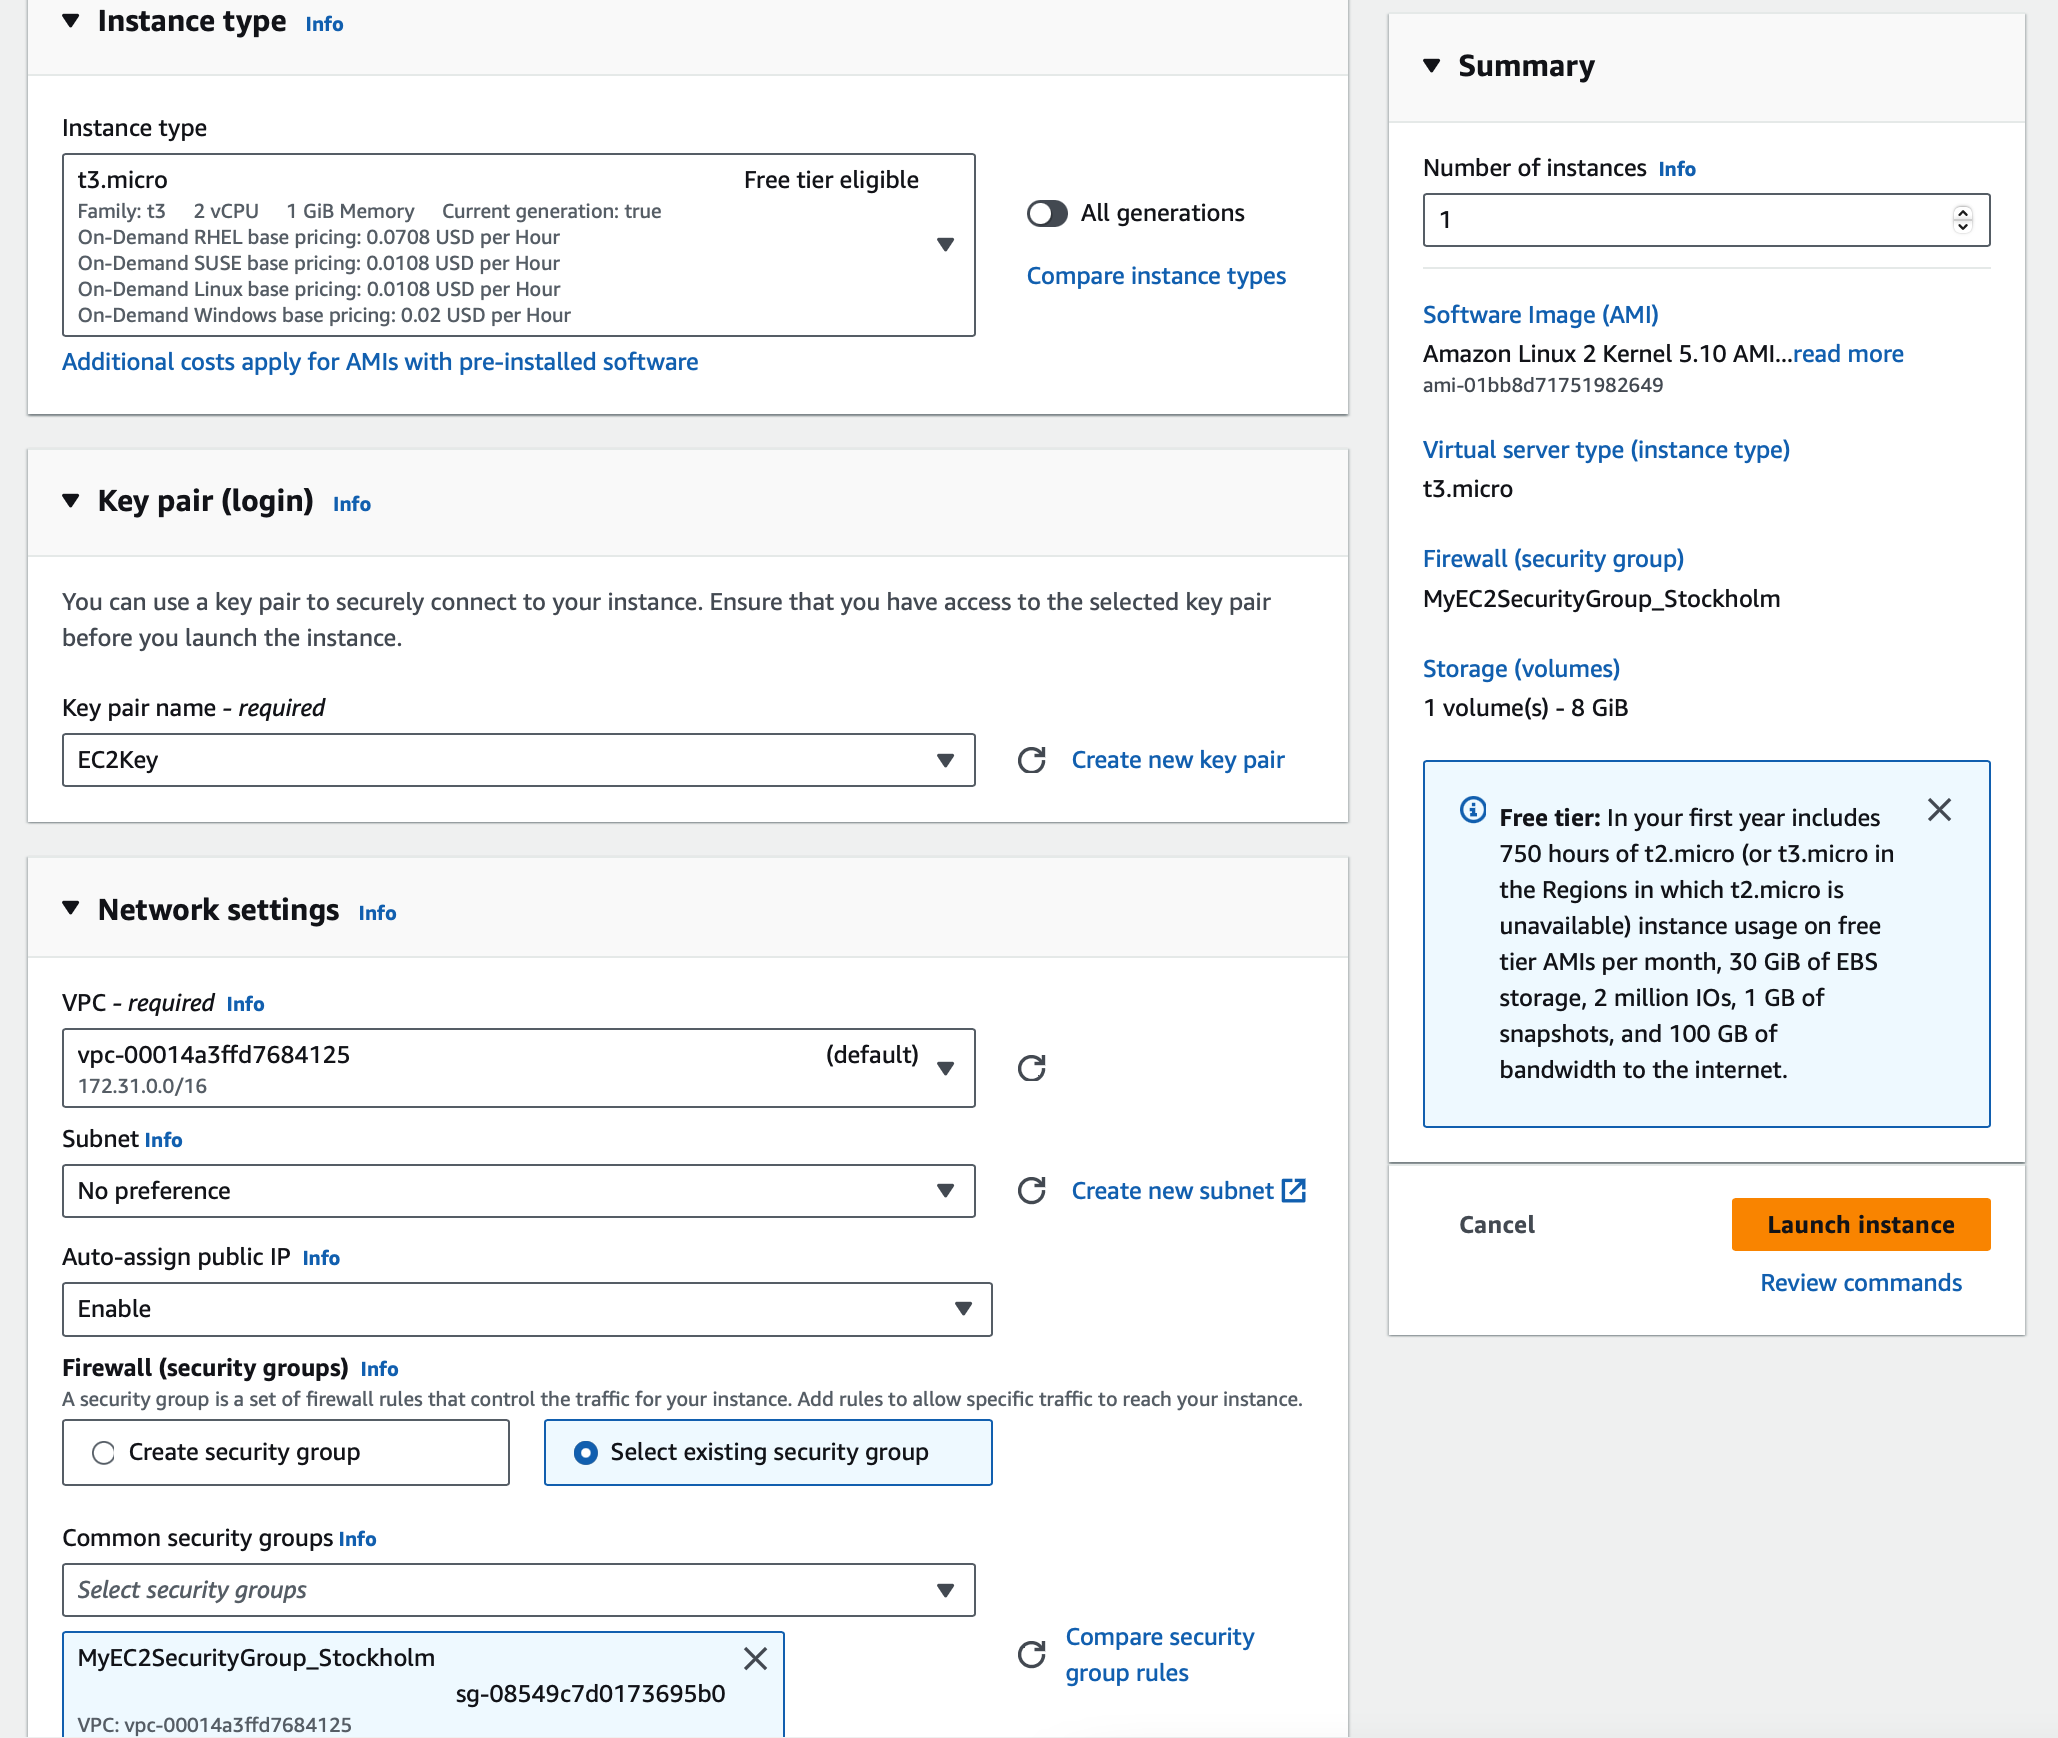 Instance type Info
Instance type
t3.micro Free tier eligible
Family: t3 2 vCPU 1 GiB Memory Current generation: true
On-Demand RHEL base pricing: 0.0708 USD per Hour
On-Demand SUSE base pricing: 0.0108 USD per Hour
On-Demand Linux base pricing: 0.0108 USD per Hour
On-Demand Windows base pricing: 0.02 USD per Hour
All generations
Compare instance types
Additional costs apply for AMIs with pre-installed software
Key pair (login) Info
You can use a key pair to securely connect to your instance. Ensure that you have access to the selected key pair
before you launch the instance.
Key pair name - required
EC2Key
Create new key pair
Network settings Info
VPC - required Info
vpc-00014a3ffd7684125 (default)
172.31.0.0/16
Subnet Info
No preference
Create new subnet
Auto-assign public IP Info
Enable
Firewall (security groups) Info
A security group is a set of firewall rules that control the traffic for your instance. Add rules to allow specific traffic to reach your instance.
Create security group
Select existing security group
Common security groups Info
Select security groups
MyEC2SecurityGroup_Stockholm
sg-08549c7d0173695b0
VPC: vpc-00014a3ffd7684125
Compare security
group rules
Summary
Number of instances Info
1
Software Image (AMI)
Amazon Linux 2 Kernel 5.10 AMI...read more
ami-01bb8d71751982649
Virtual server type (instance type)
t3.micro
Firewall (security group)
MyEC2SecurityGroup_Stockholm
Storage (volumes)
1 volume(s) - 8 GiB
Free tier: In your first year includes
750 hours of t2.micro (or t3.micro in
the Regions in which t2.micro is
unavailable) instance usage on free
tier AMIs per month, 30 GiB of EBS
storage, 2 million IOs, 1 GB of
snapshots, and 100 GB of
bandwidth to the internet.
Cancel
Launch instance
Review commands